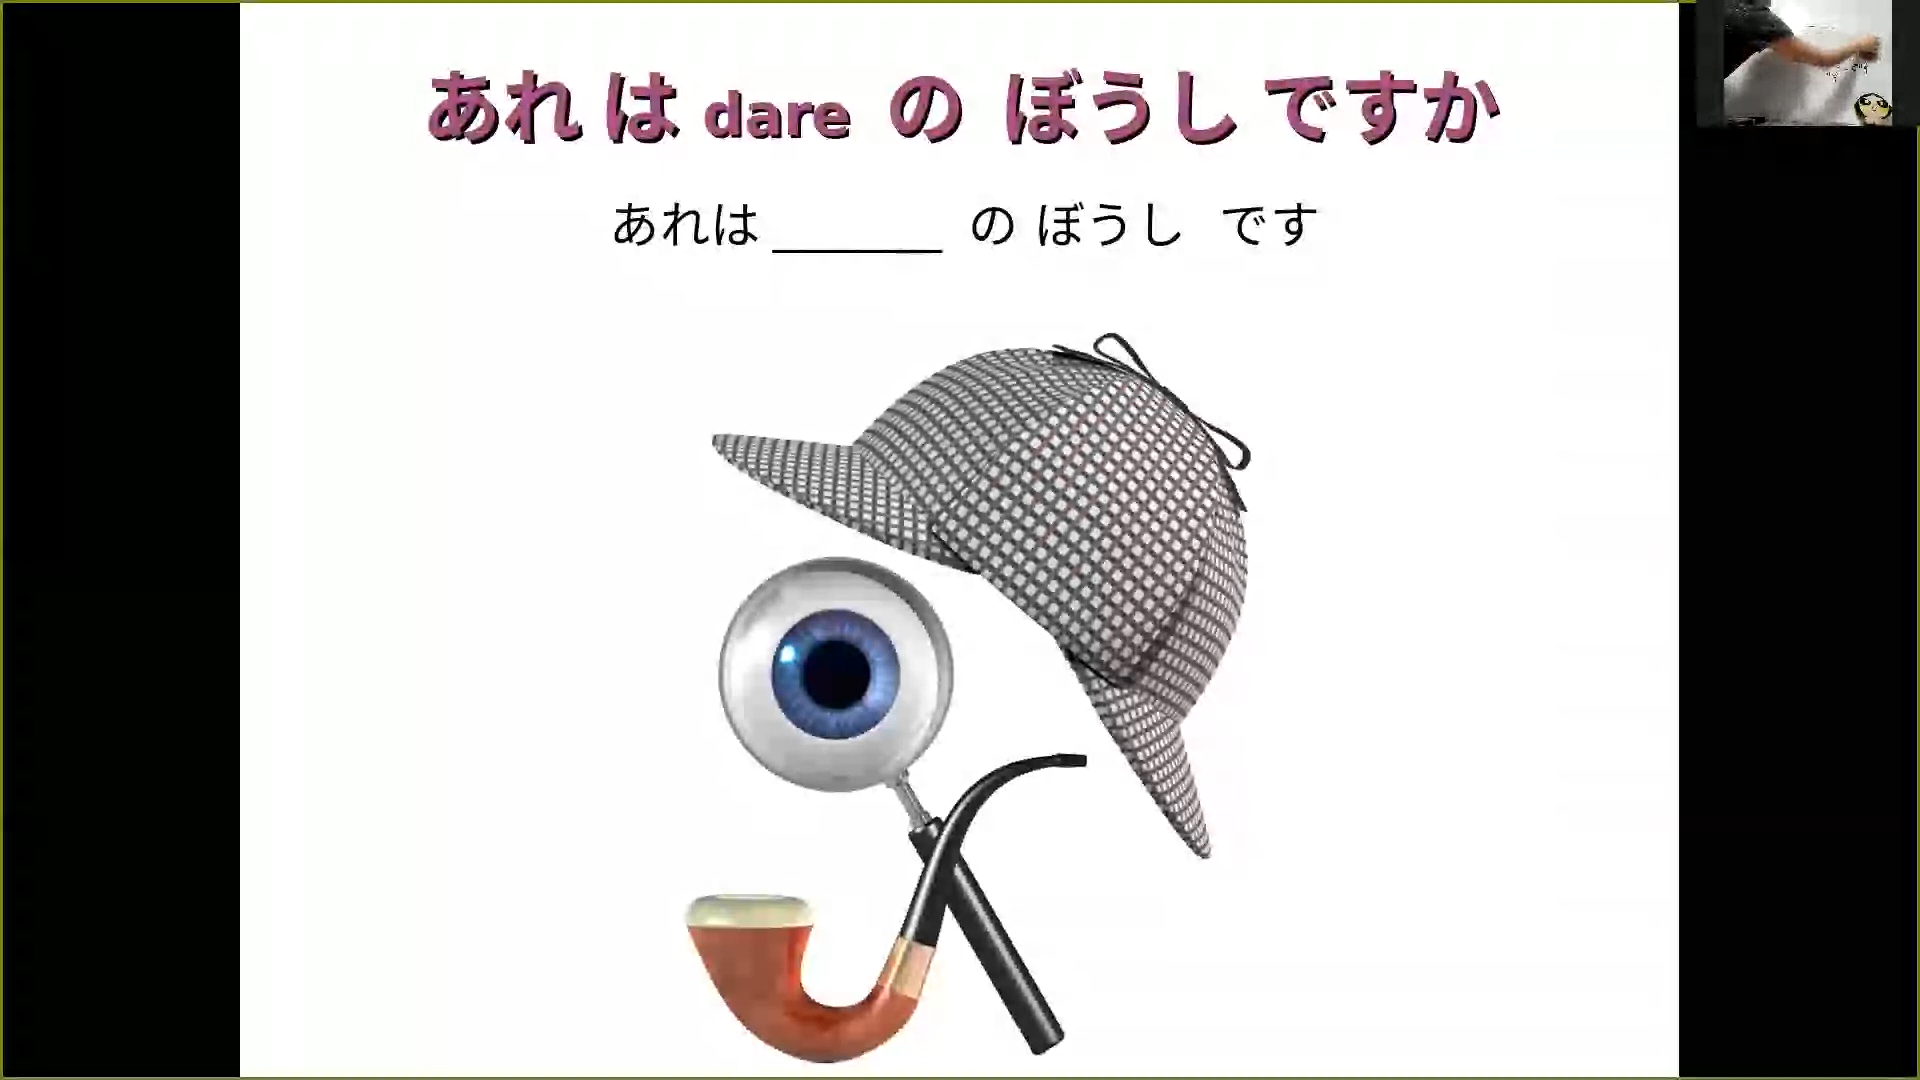 あれ は dare の ぼうし ですか
あれは ______ の ぼうし です